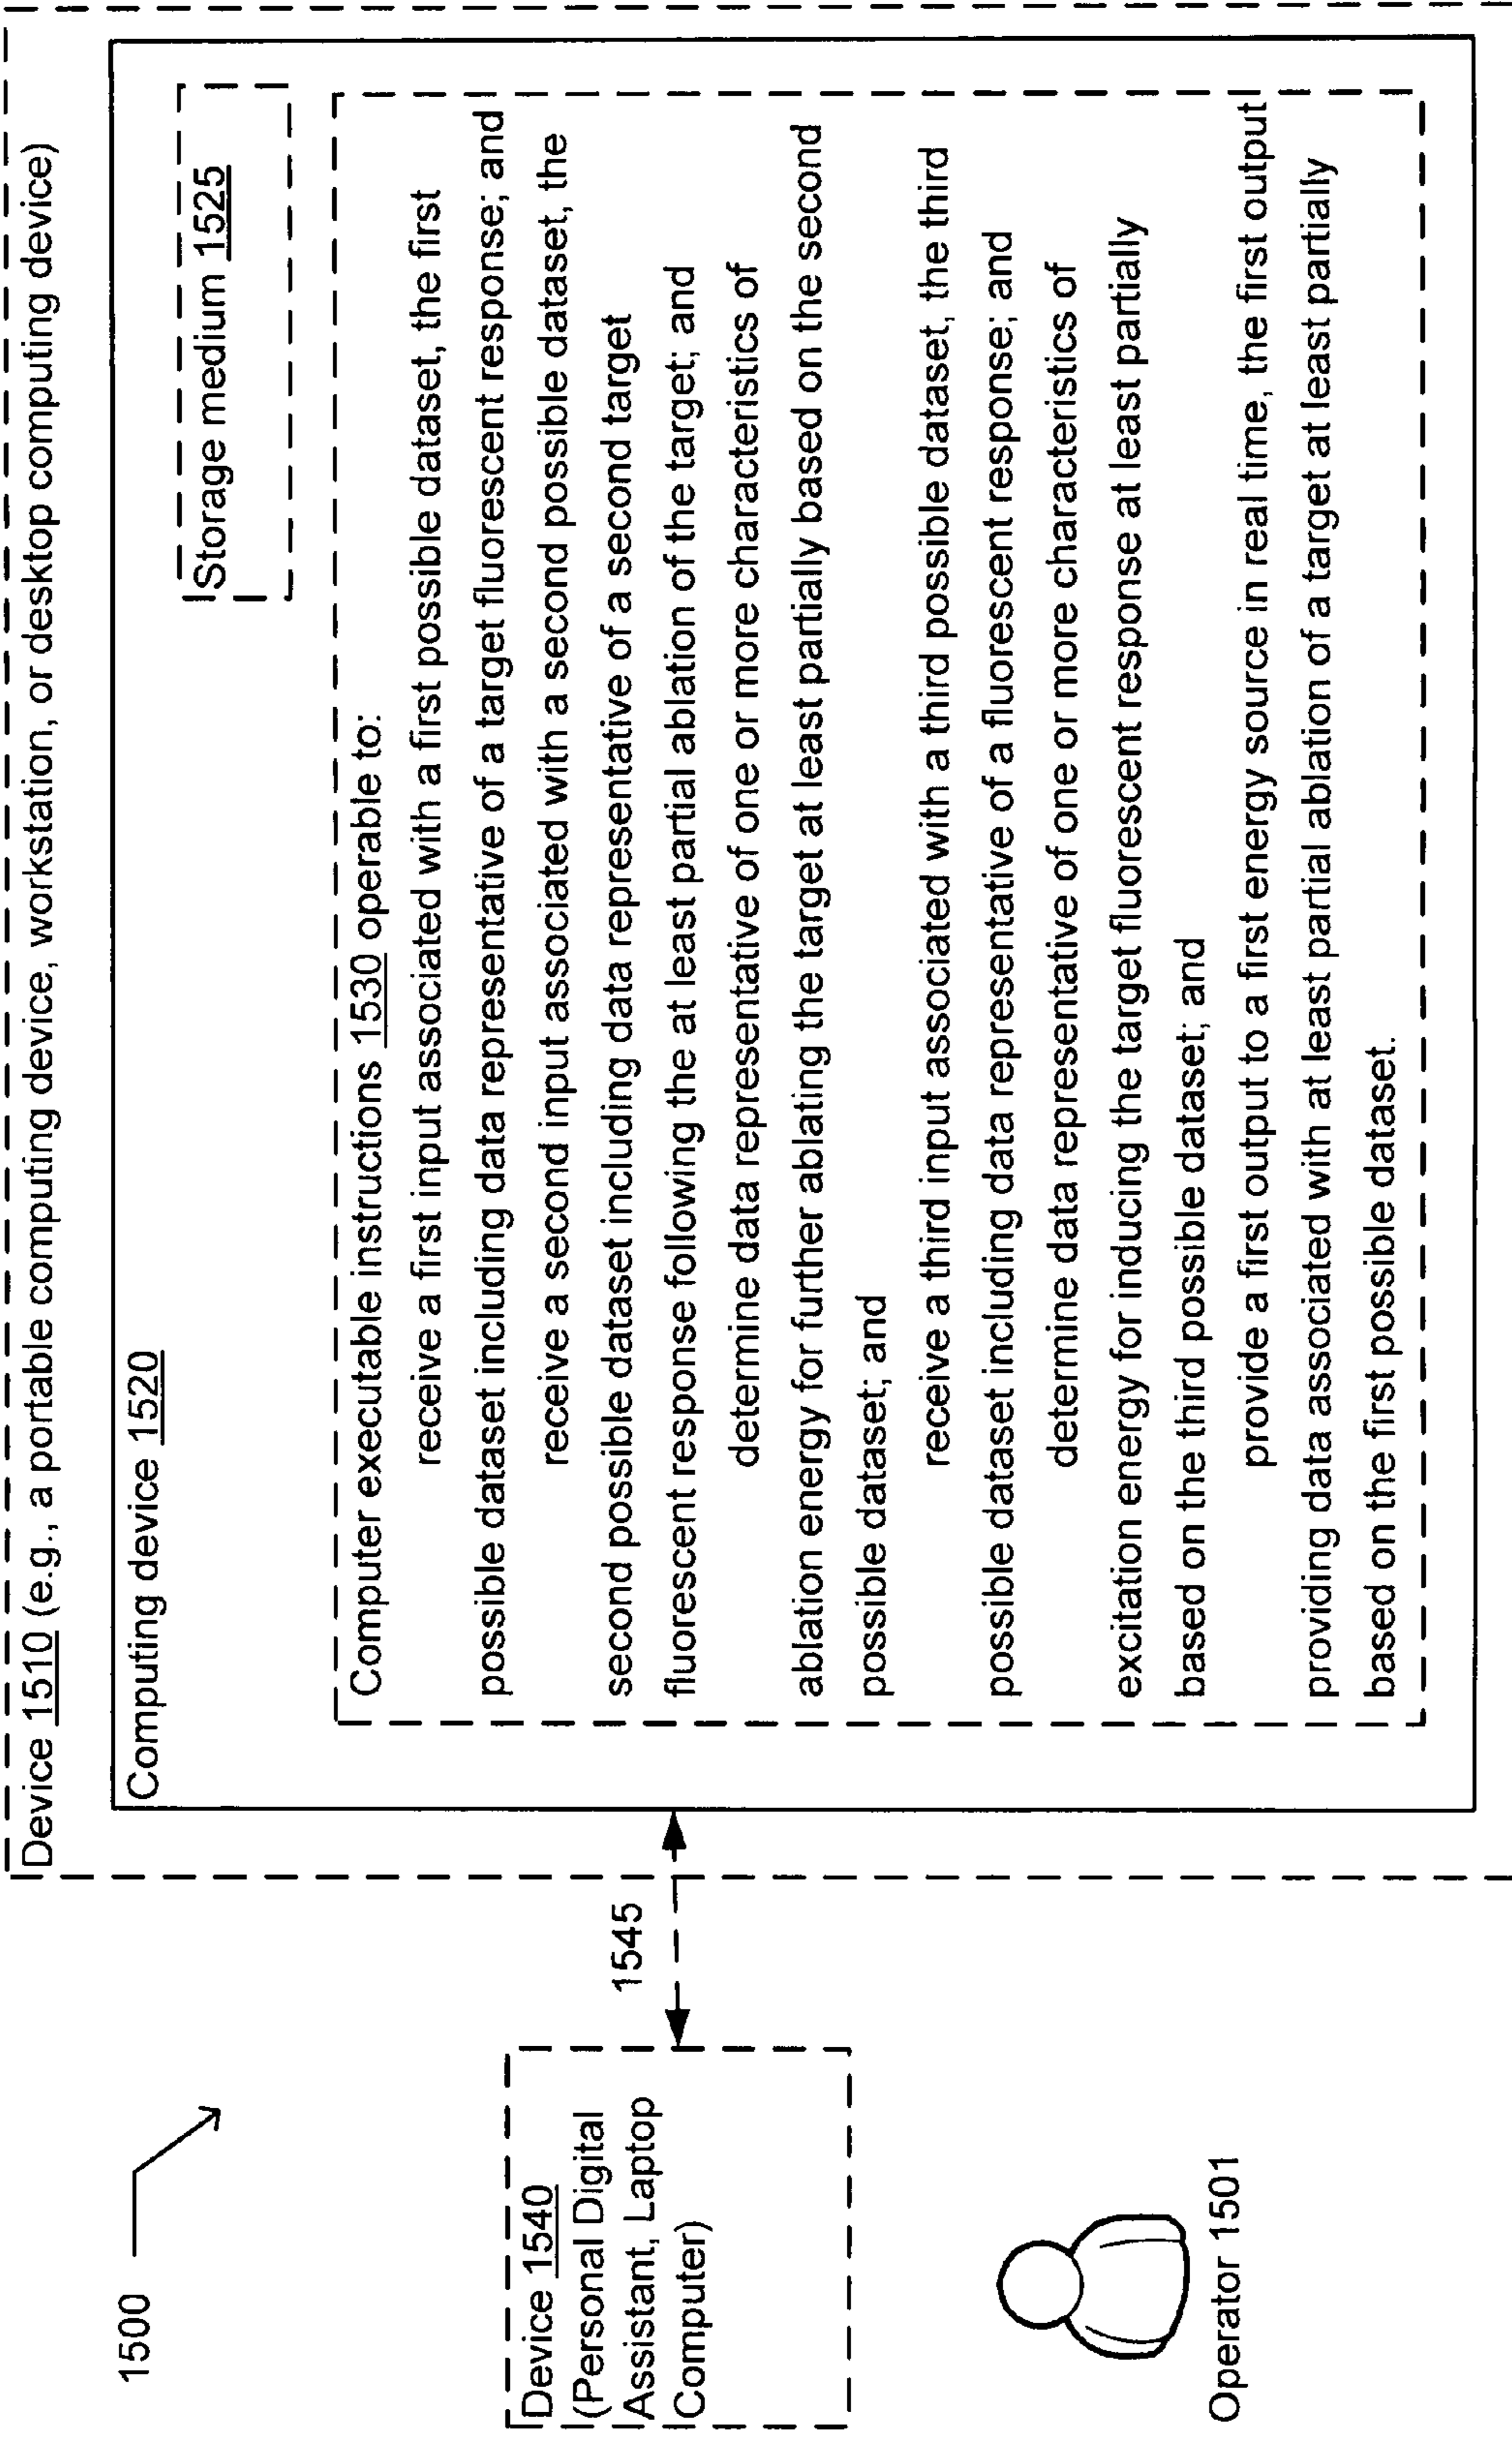 1500
Device 1510 (e.g., a portable computing device, workstation, or desktop computing device)
Computing device 1520
Storage medium 1525
Computer executable instructions 1530 operable to:
receive a first input associated with a first possible dataset, the first
possible dataset including data representative of a target fluorescent response; and
receive a second input associated with a second possible dataset, the
second possible dataset including data representative of a second target
fluorescent response following the at least partial ablation of the target; and
determine data representative of one or more characteristics of
ablation energy for further ablating the target at least partially based on the second
possible dataset; and
receive a third input associated with a third possible dataset, the third
possible dataset including data representative of a fluorescent response; and
determine data representative of one or more characteristics of
excitation energy for inducing the target fluorescent response at least partially
based on the third possible dataset; and
provide a first output to a first energy source in real time, the first output
providing data associated with at least partial ablation of a target at least partially
based on the first possible dataset.
1545
Device 1540
(Personal Digital
Assistant, Laptop
Computer)
Operator 1501